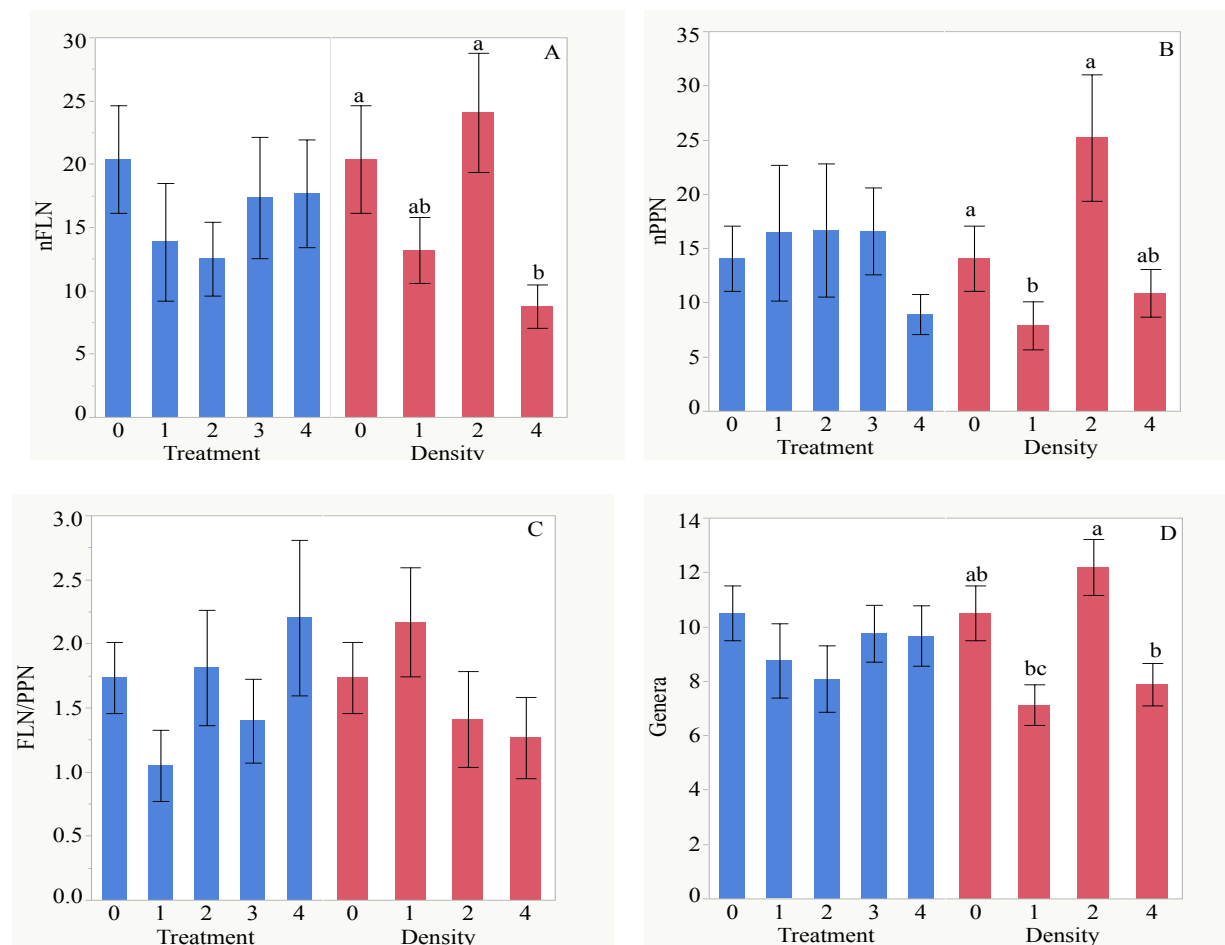 A
30
25
20
15
10
5
0
nFLN
a
ab
a
b
0 1 2 3 4 0 1 2 4
Treatment Density
B
35
30
25
20
15
10
5
0
nPPN
a
b
a
ab
0 1 2 3 4 0 1 2 4
Treatment Density
C
3.0
2.5
2.0
1.5
1.0
0.5
0.0
FLN/PPN
0 1 2 3 4 0 1 2 4
Treatment Density
D
14
12
10
8
6
4
2
0
Genera
ab
bc
a
b
0 1 2 3 4 0 1 2 4
Treatment Density